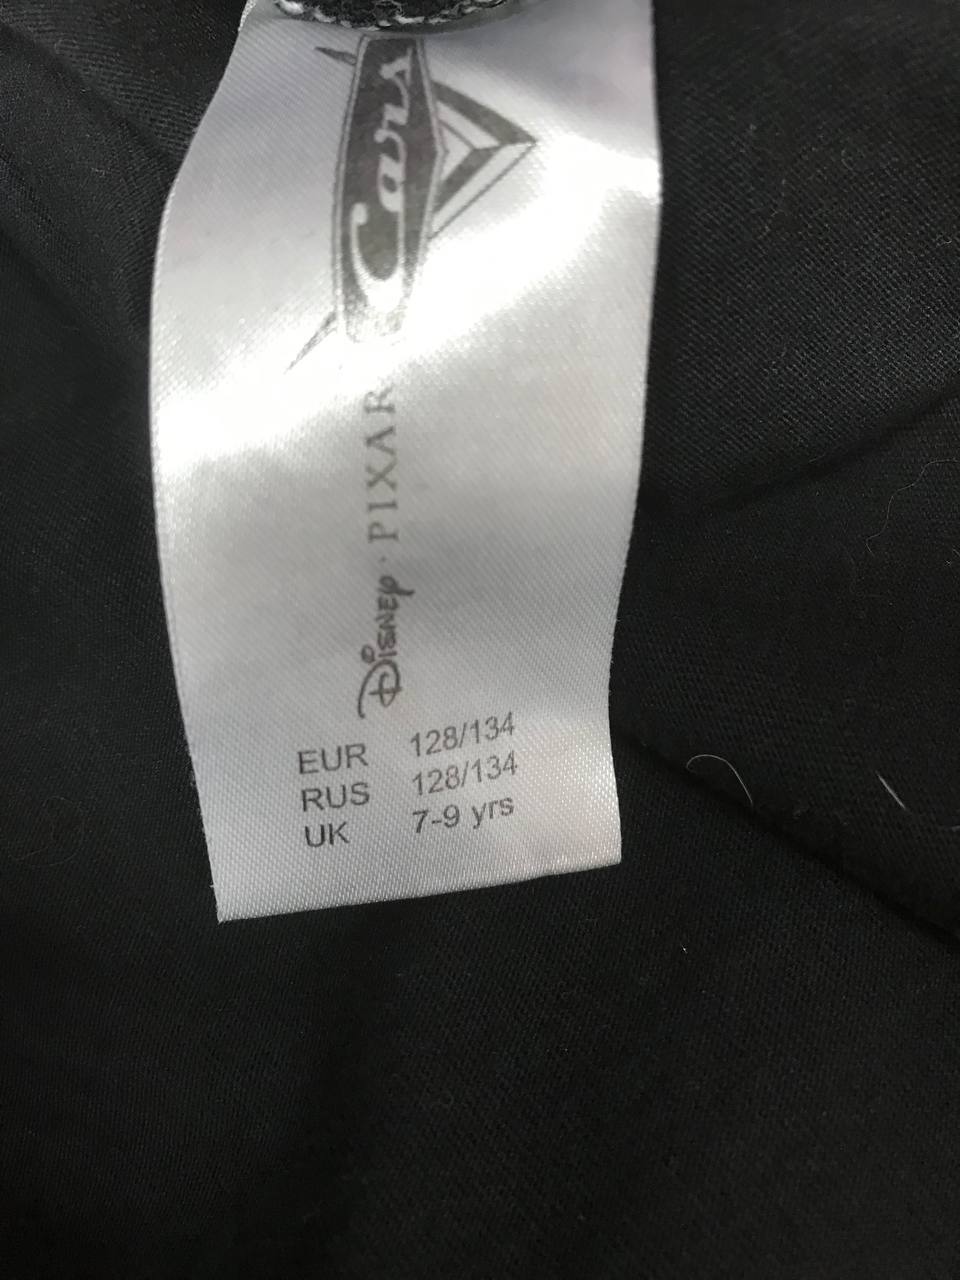 Cars
DISNEY · PIXAR
EUR 128/134
RUS 128/134
UK 7-9 yrs